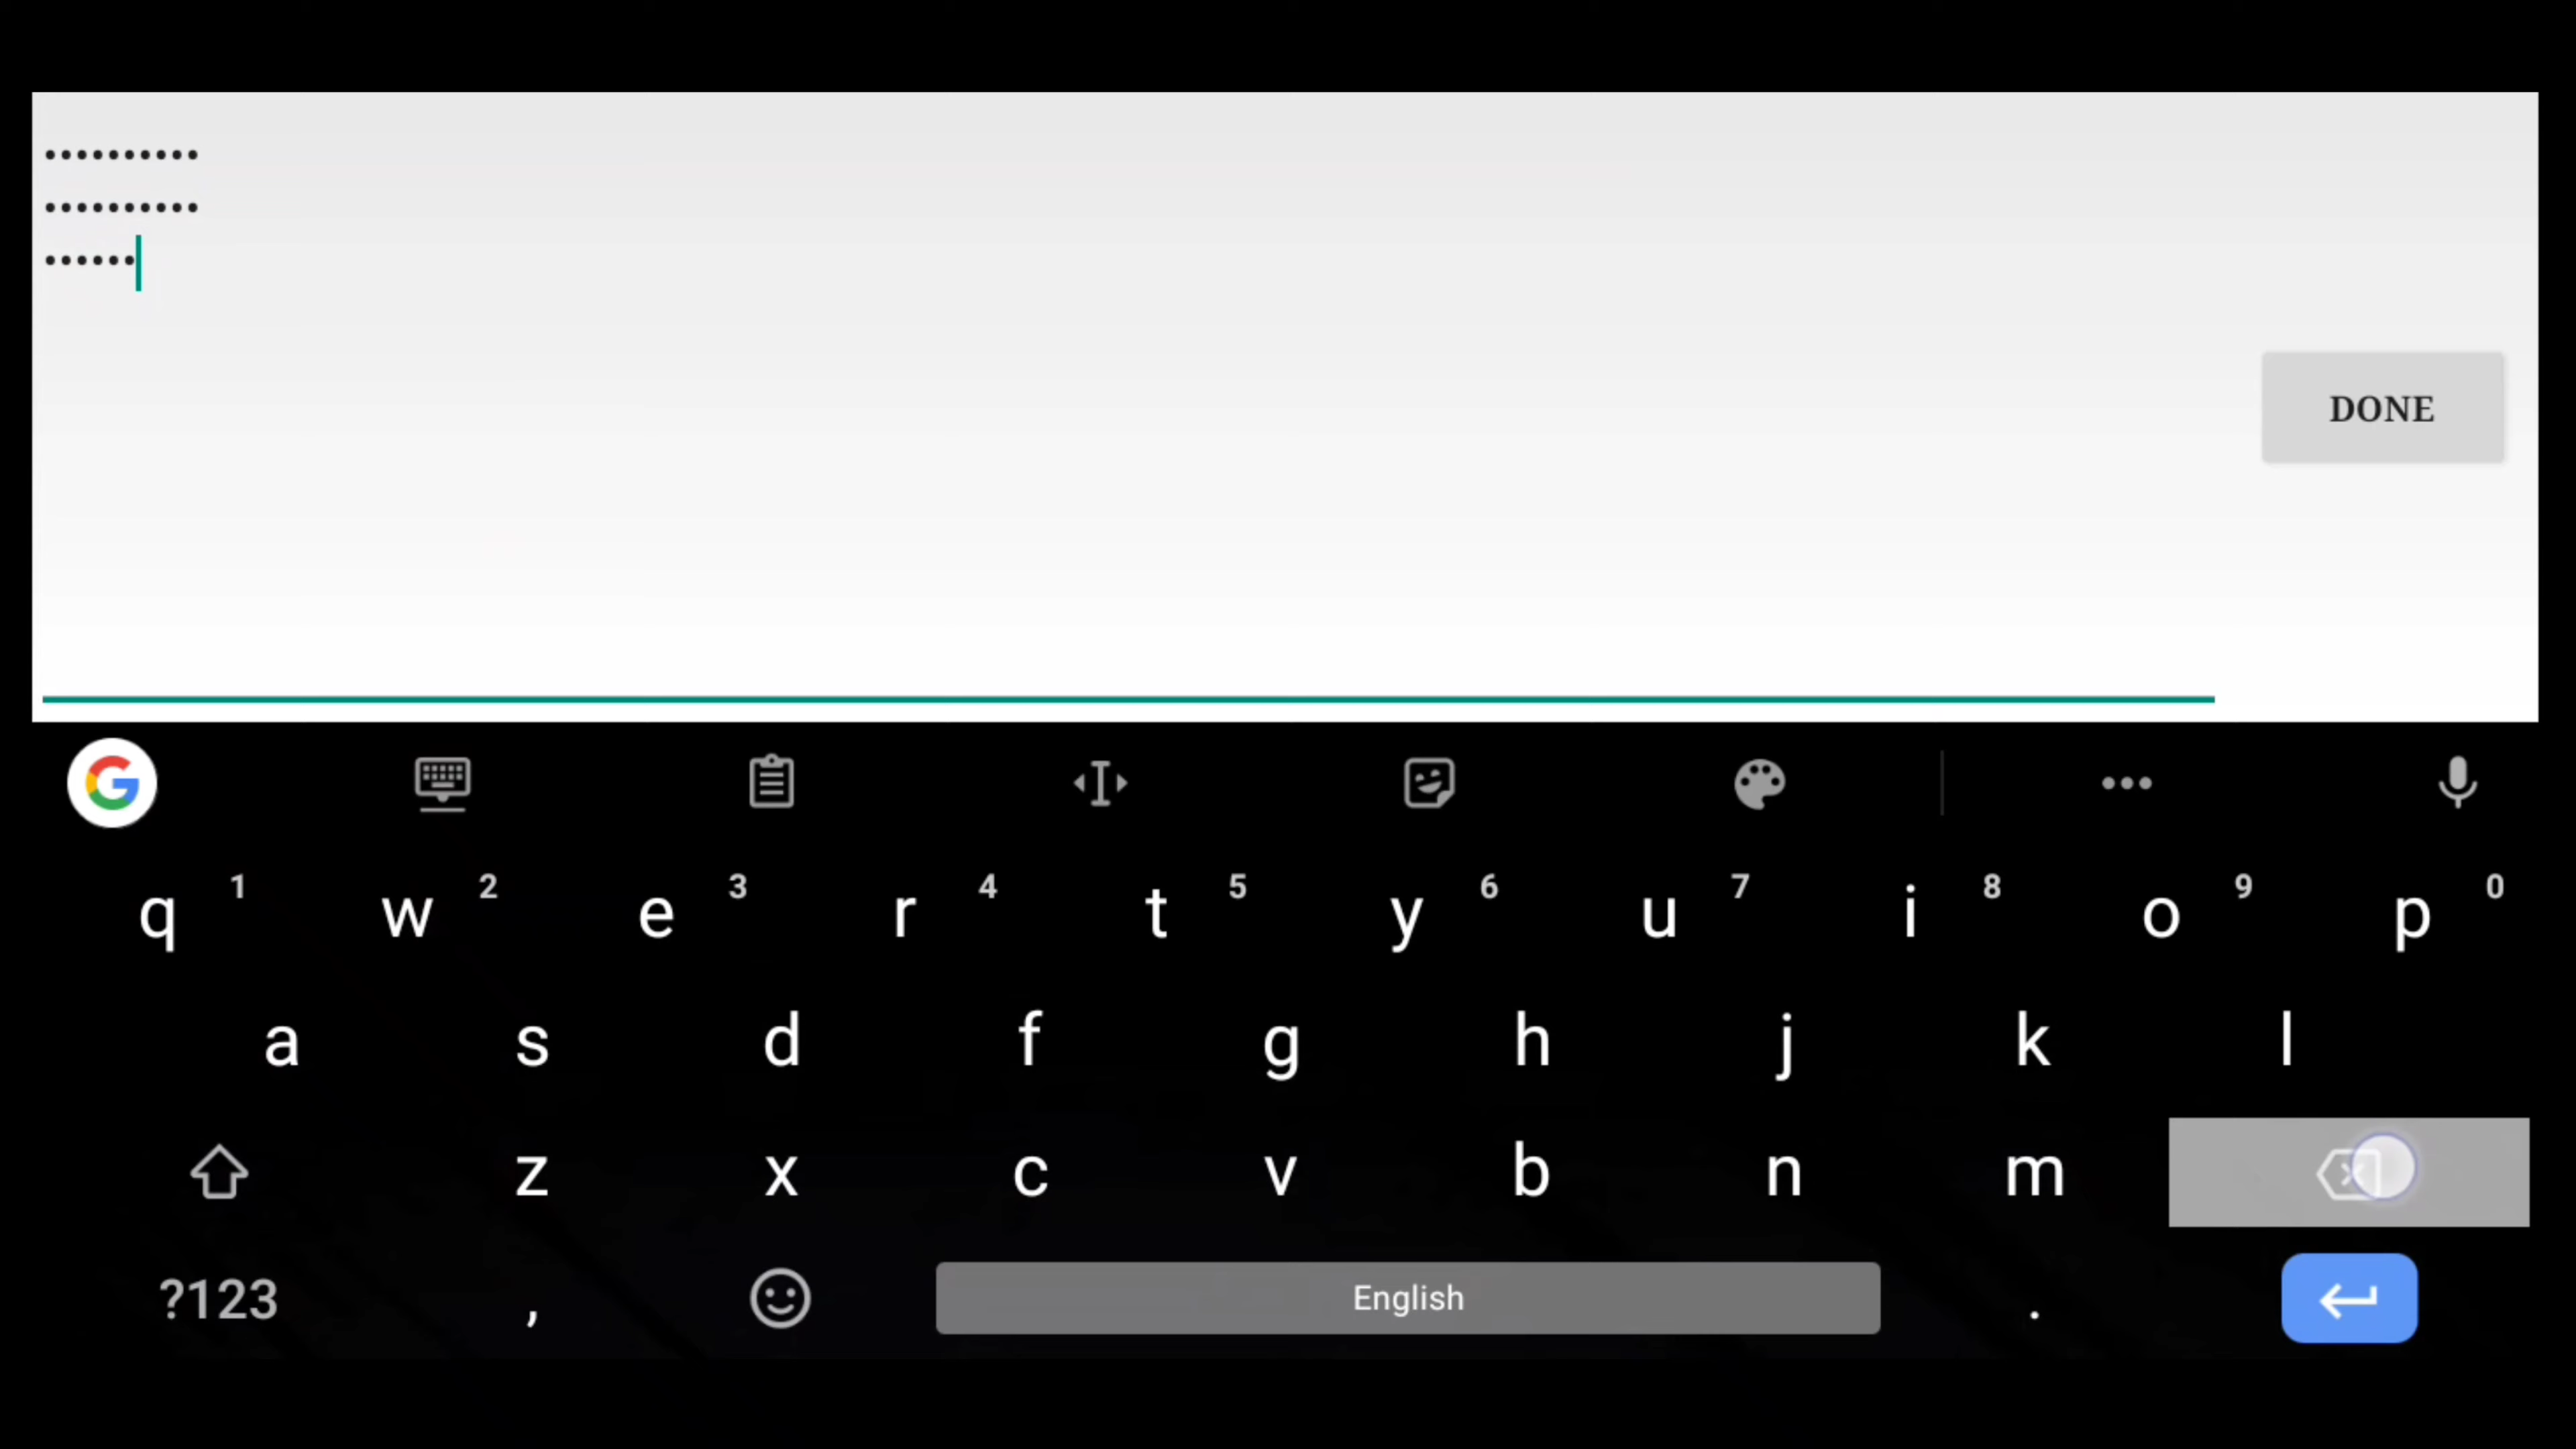 ··········
··········
······
DONE
q 1 w 2 e 3 r 4 t 5 y 6 u 7 i 8 o 9 p 0
a s d f g h j k l
z x c v b n m
?123 , English .